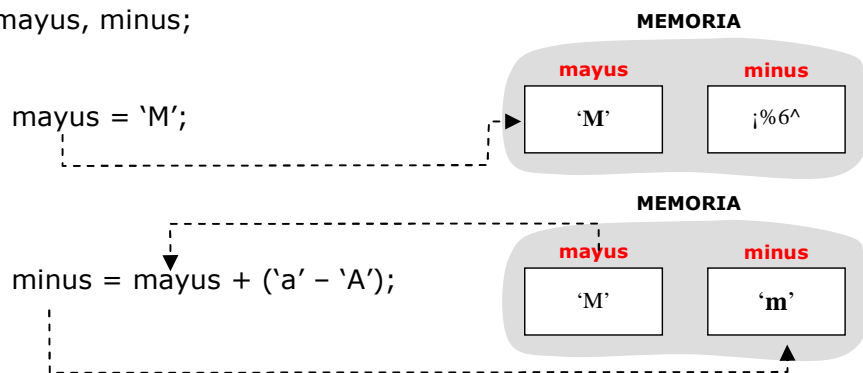 mayus, minus;
MEMORIA
mayus minus
mayus = ‘M’;
‘M’ ¡%6^
MEMORIA
mayus minus
minus = mayus + (‘a’ – ‘A’);
‘M’ ‘m’